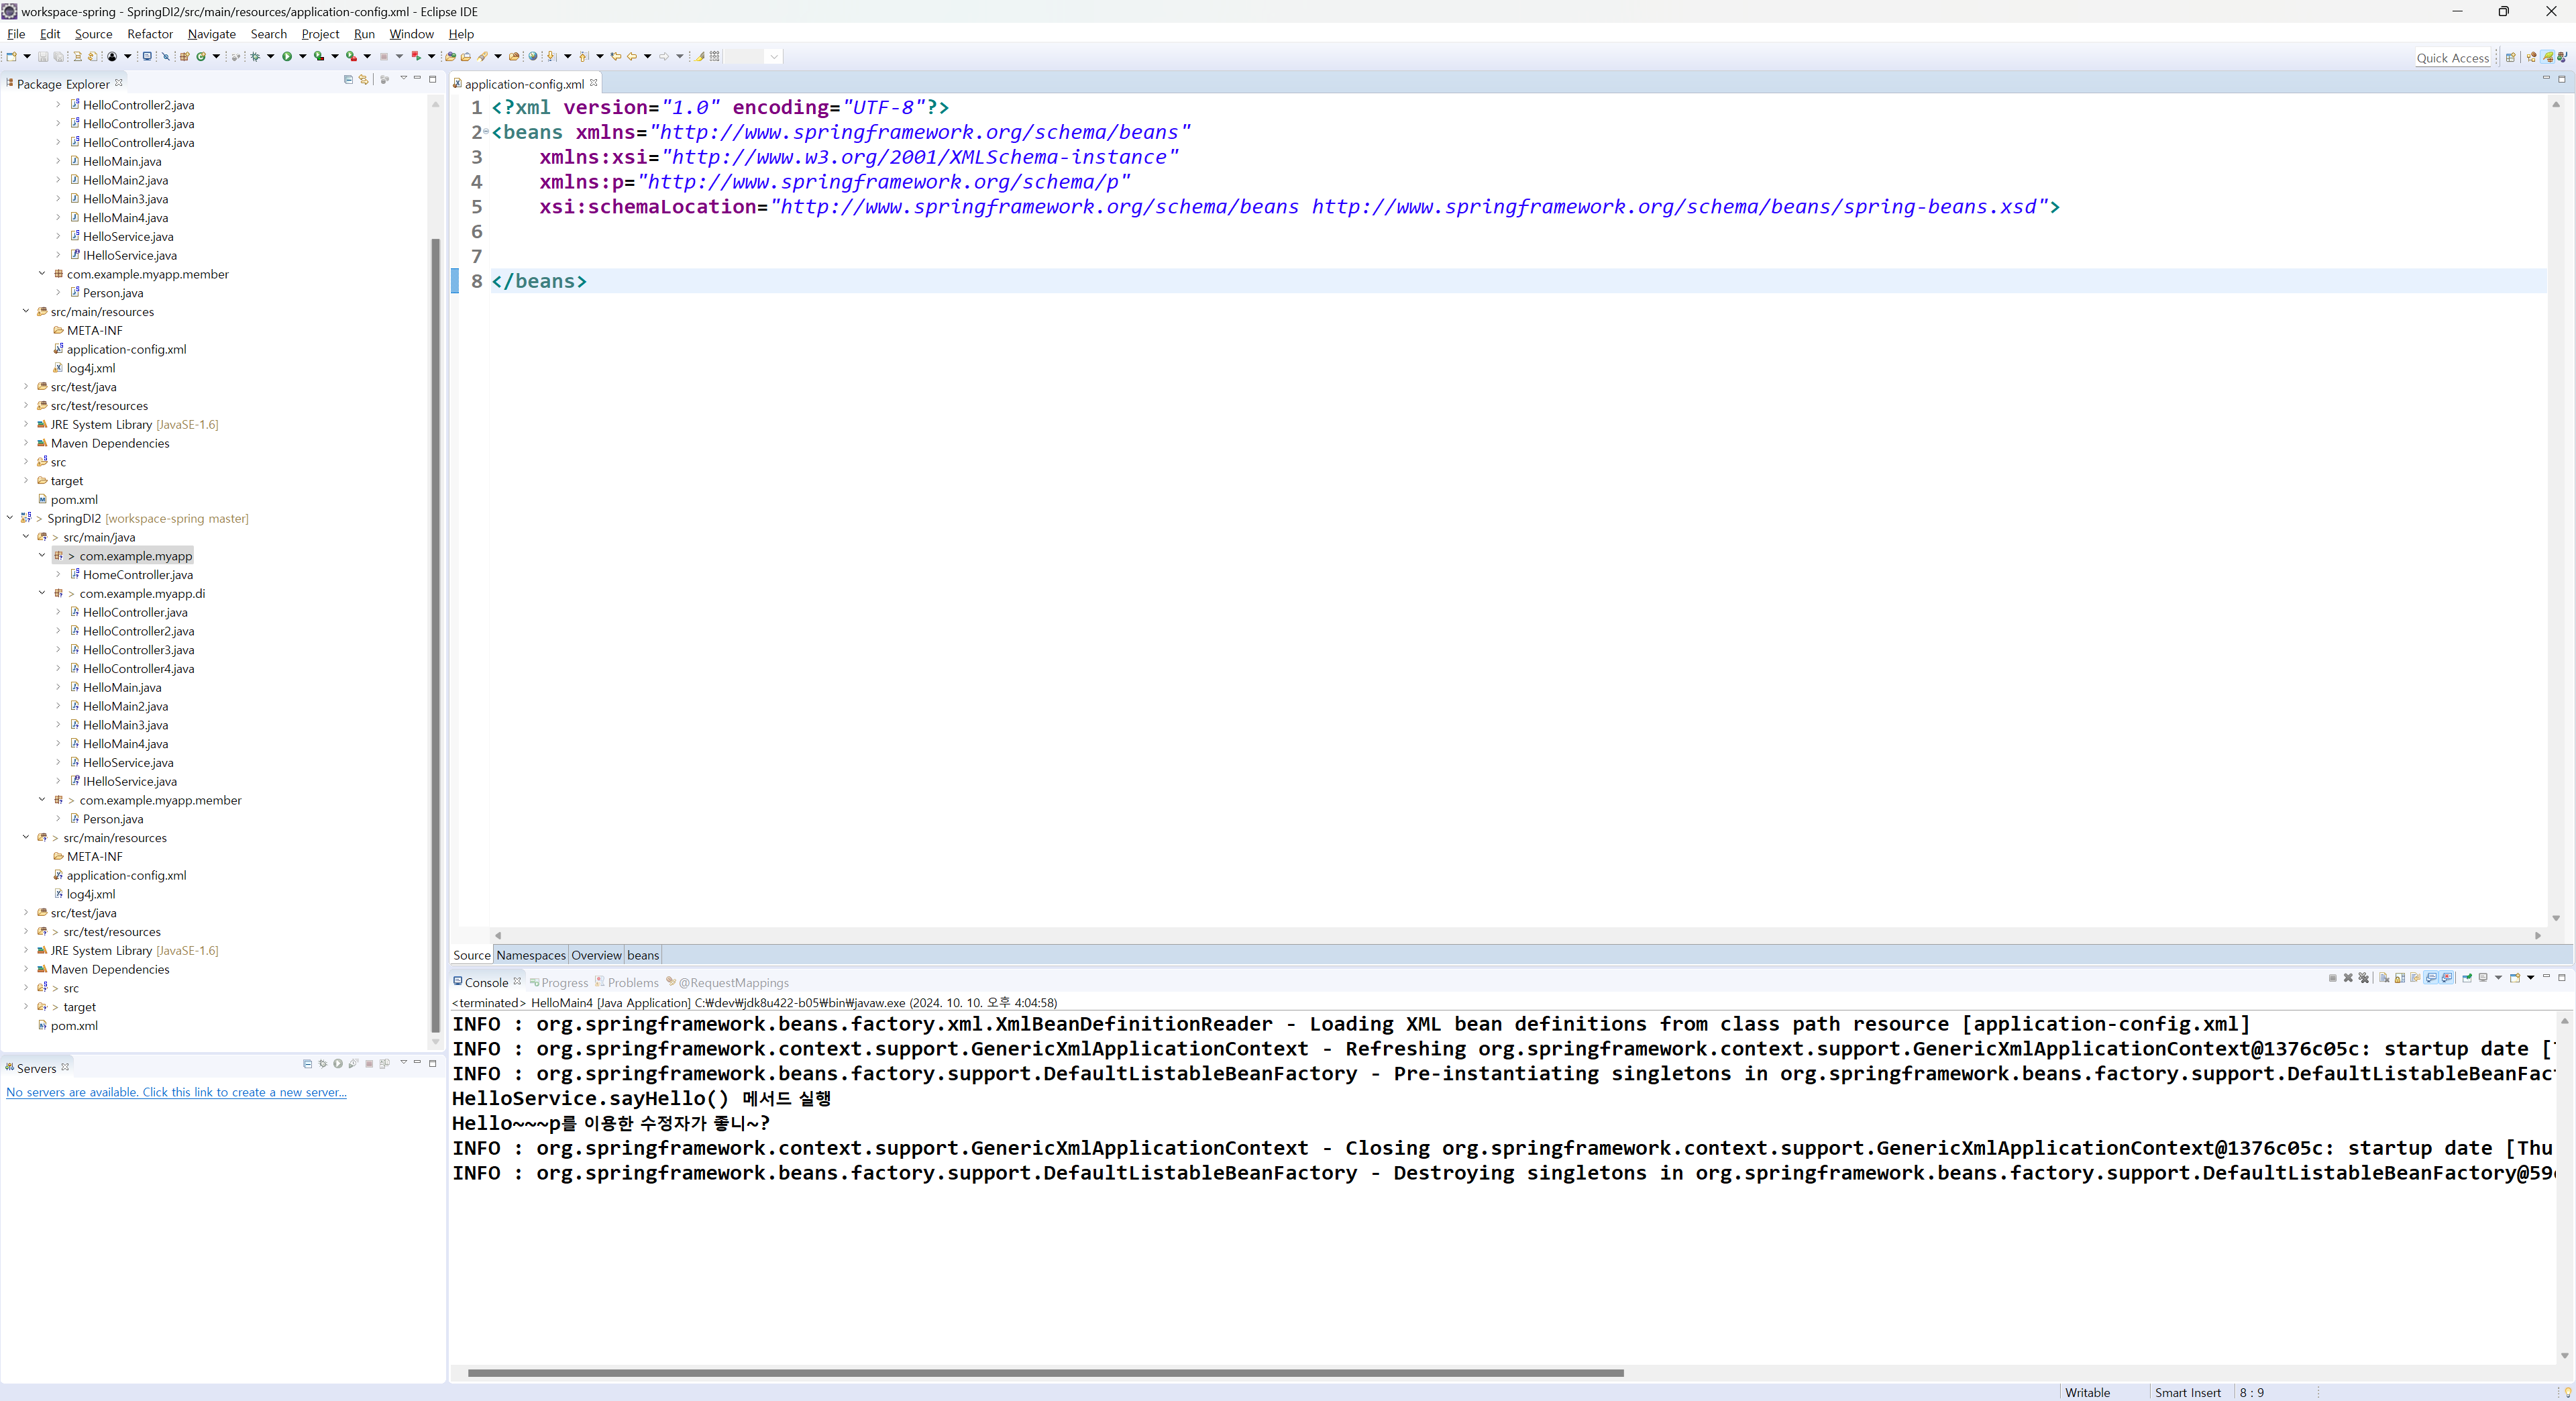 workspace-spring - SpringDI2/src/main/resources/application-config.xml - Eclipse IDE
File Edit Source Refactor Navigate Search Project Run Window Help
Quick Access
Package Explorer
HelloController2.java
HelloController3.java
HelloController4.java
HelloMain.java
HelloMain2.java
HelloMain3.java
HelloMain4.java
HelloService.java
IHelloService.java
com.example.myapp.member
Person.java
src/main/resources
META-INF
application-config.xml
log4j.xml
src/test/java
src/test/resources
JRE System Library [JavaSE-1.6]
Maven Dependencies
src
target
pom.xml
> SpringDI2 [workspace-spring master]
> src/main/java
> com.example.myapp
HomeController.java
> com.example.myapp.di
HelloController.java
HelloController2.java
HelloController3.java
HelloController4.java
HelloMain.java
HelloMain2.java
HelloMain3.java
HelloMain4.java
HelloService.java
IHelloService.java
> com.example.myapp.member
Person.java
> src/main/resources
META-INF
application-config.xml
log4j.xml
src/test/java
> src/test/resources
JRE System Library [JavaSE-1.6]
Maven Dependencies
> src
> target
pom.xml
Servers
No servers are available. Click this link to create a new server...
application-config.xml
1 <?xml version="1.0" encoding="UTF-8"?>
2 <beans xmlns="http://www.springframework.org/schema/beans"
3 xmlns:xsi="http://www.w3.org/2001/XMLSchema-instance"
4 xmlns:p="http://www.springframework.org/schema/p"
5 xsi:schemaLocation="http://www.springframework.org/schema/beans http://www.springframework.org/schema/beans/spring-beans.xsd">
6
7
8 </beans>
Source Namespaces Overview beans
Console Progress Problems @RequestMappings
<terminated> HelloMain4 [Java Application] C:₩dev₩jdk8u422-b05₩bin₩javaw.exe (2024. 10. 10. 오후 4:04:58)
INFO : org.springframework.beans.factory.xml.XmlBeanDefinitionReader - Loading XML bean definitions from class path resource [application-config.xml]
INFO : org.springframework.context.support.GenericXmlApplicationContext - Refreshing org.springframework.context.support.GenericXmlApplicationContext@1376c05c: startup date [
INFO : org.springframework.beans.factory.support.DefaultListableBeanFactory - Pre-instantiating singletons in org.springframework.beans.factory.support.DefaultListableBeanFac
HelloService.sayHello() 메서드 실행
Hello~~~p를 이용한 수정자가 좋니~?
INFO : org.springframework.context.support.GenericXmlApplicationContext - Closing org.springframework.context.support.GenericXmlApplicationContext@1376c05c: startup date [Thu
INFO : org.springframework.beans.factory.support.DefaultListableBeanFactory - Destroying singletons in org.springframework.beans.factory.support.DefaultListableBeanFactory@59
Writable Smart Insert 8 : 9